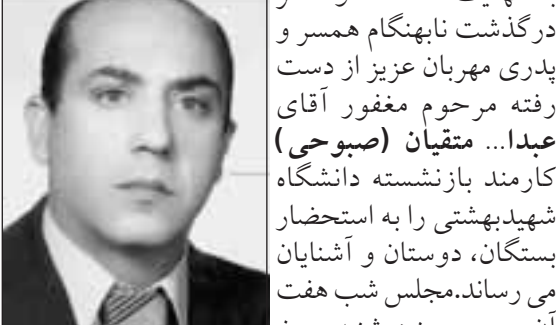 درگذشت نابهنگام همسر و
پدری مهربان عزیز از دست
رفته مرحوم مغفور آقای
عبدا... متقیان (صبوحی)
کارمند بازنشسته دانشگاه
شهیدبهشتی را به استحضار
بستگان، دوستان و آشنایان
می رساند.مجلس شب هفت